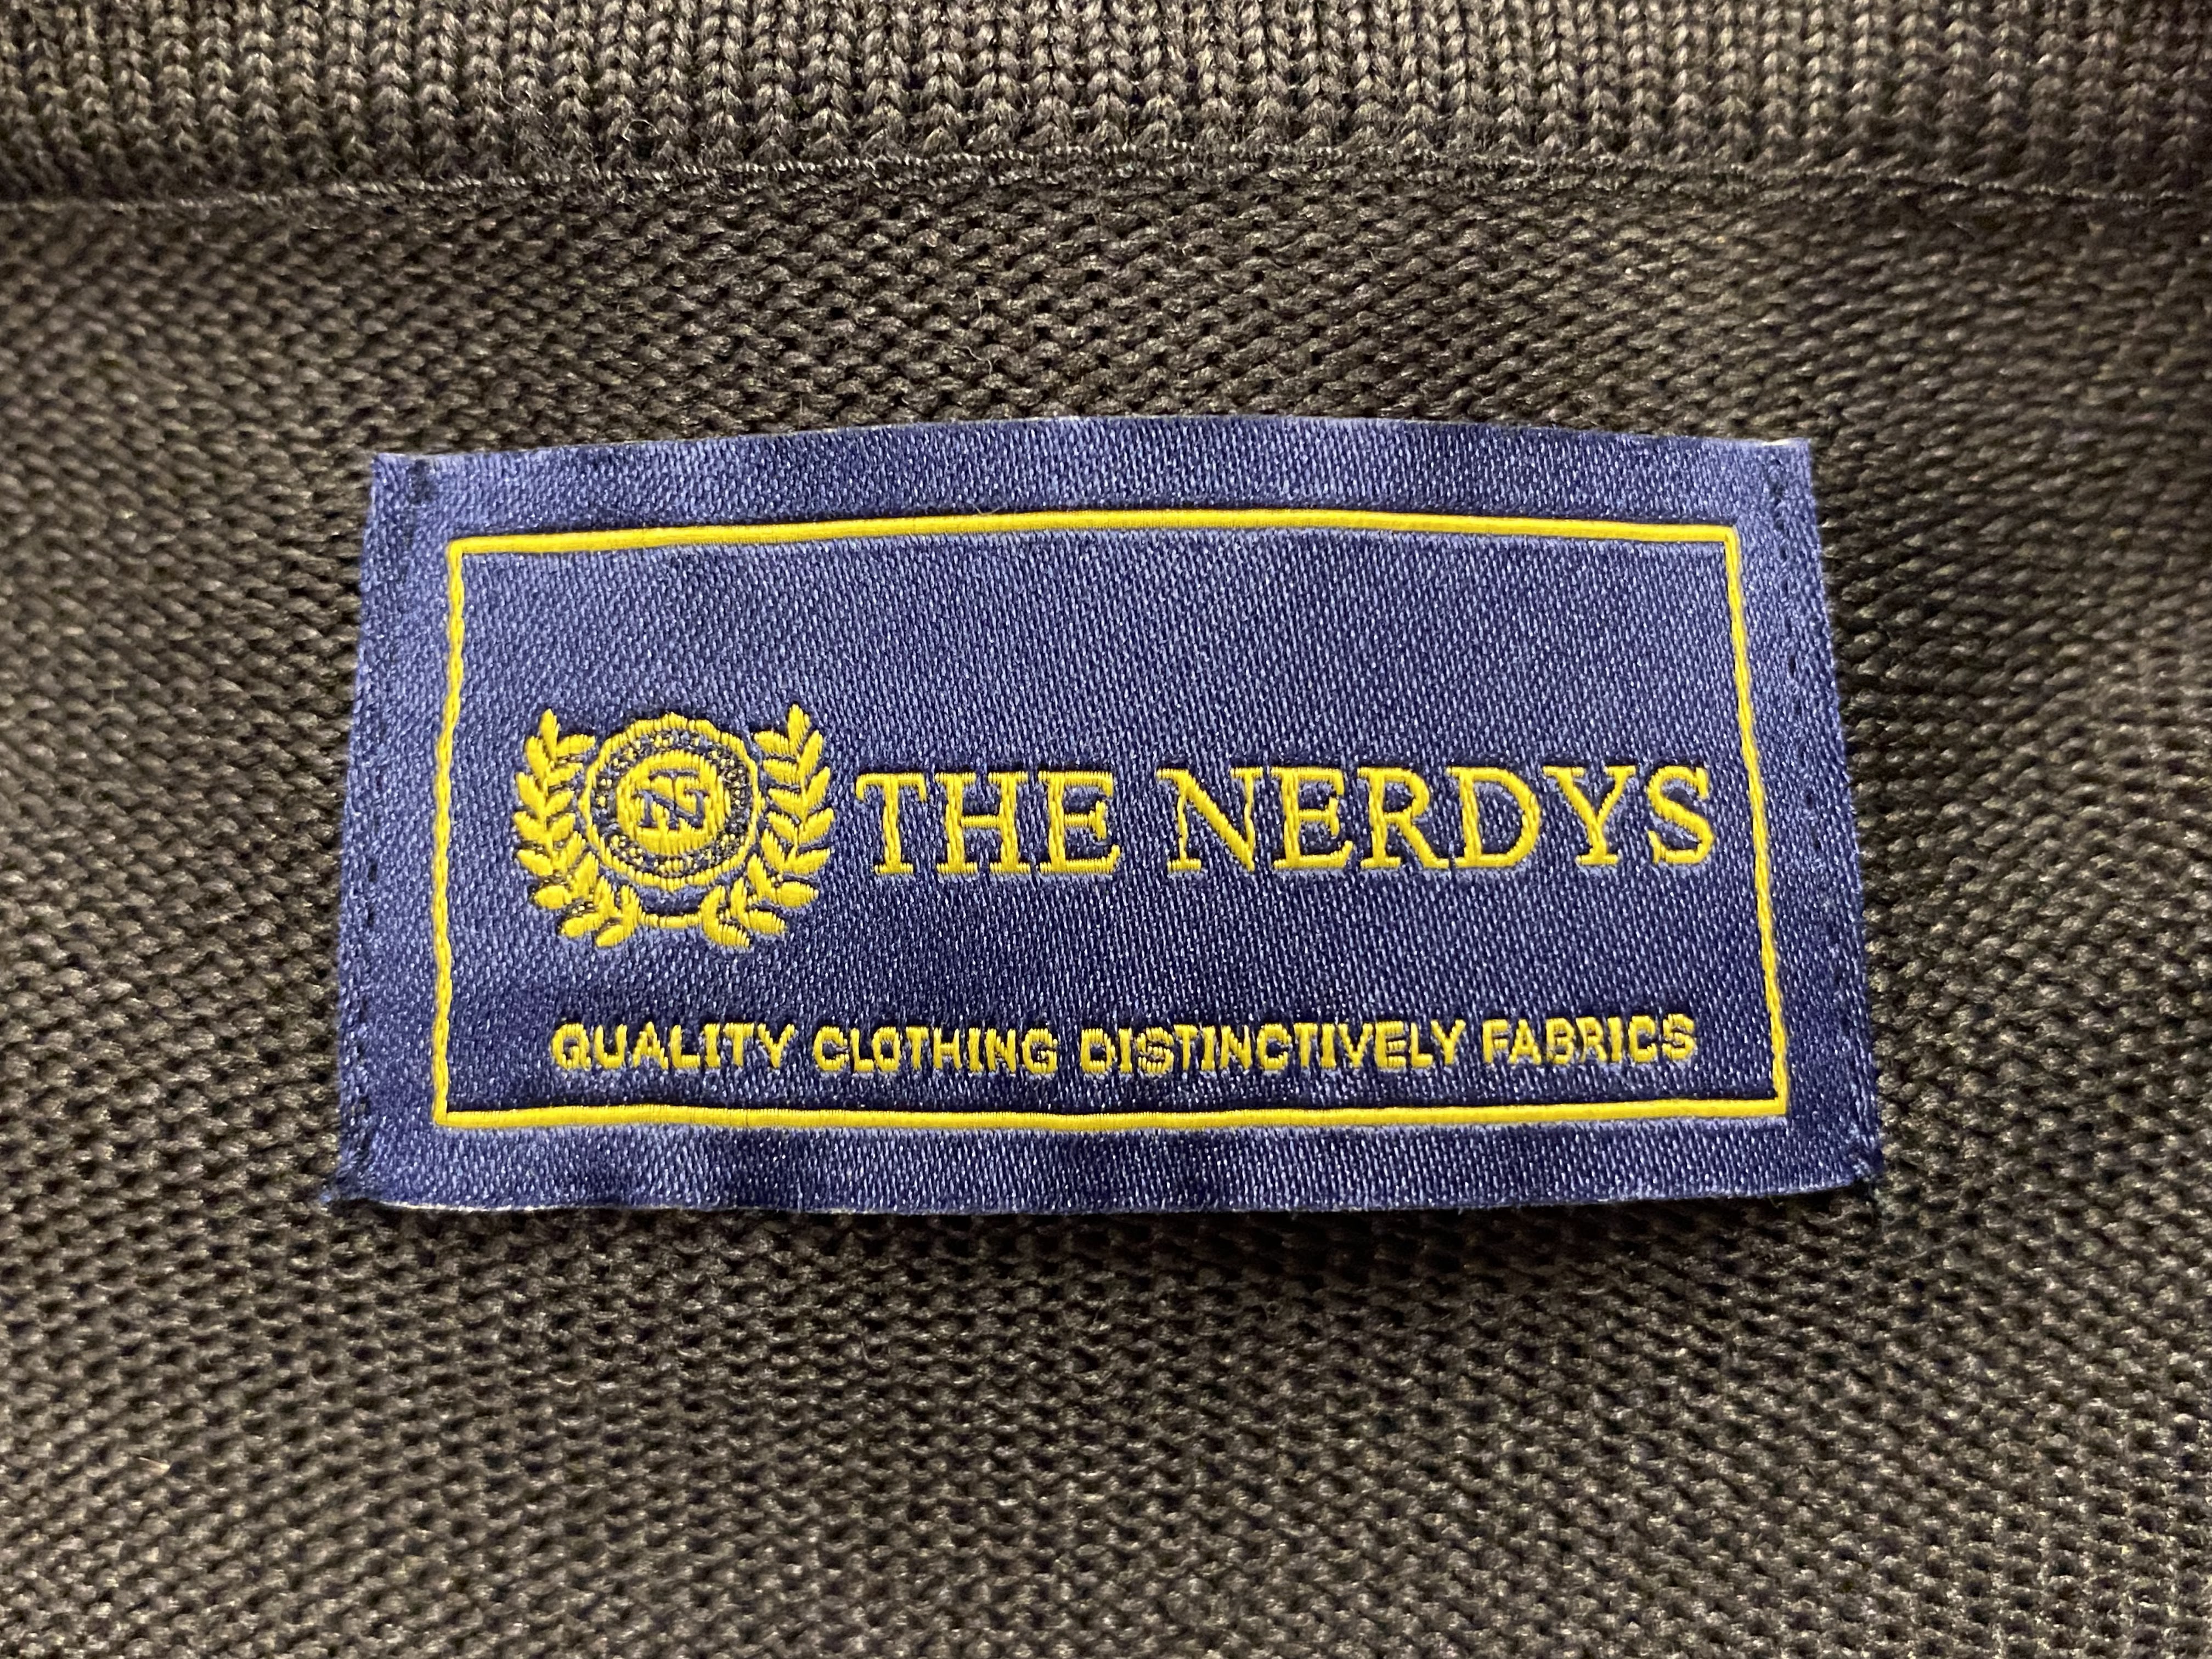 N
THE NERDYS
QUALITY CLOTHING DISTINCTIVELY FABRICS